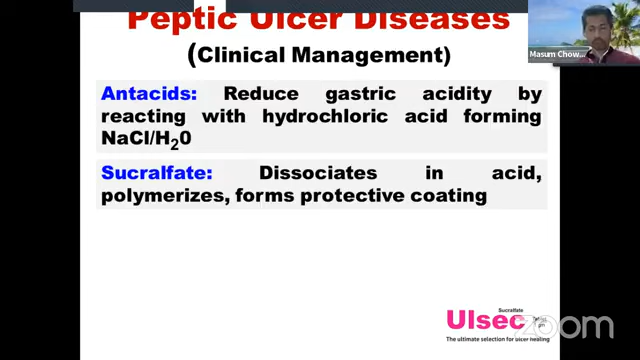 Peptic Ulcer Diseases
(Clinical Management)
Masum Chow...
Antacids: Reduce gastric acidity by
reacting with hydrochloric acid forming
NaCl/H20
Sucralfate: Dissociates in acid,
polymerizes, forms protective coating
Sucralfate
Ulsec
The ultimate selection for ulcer healing
zoom